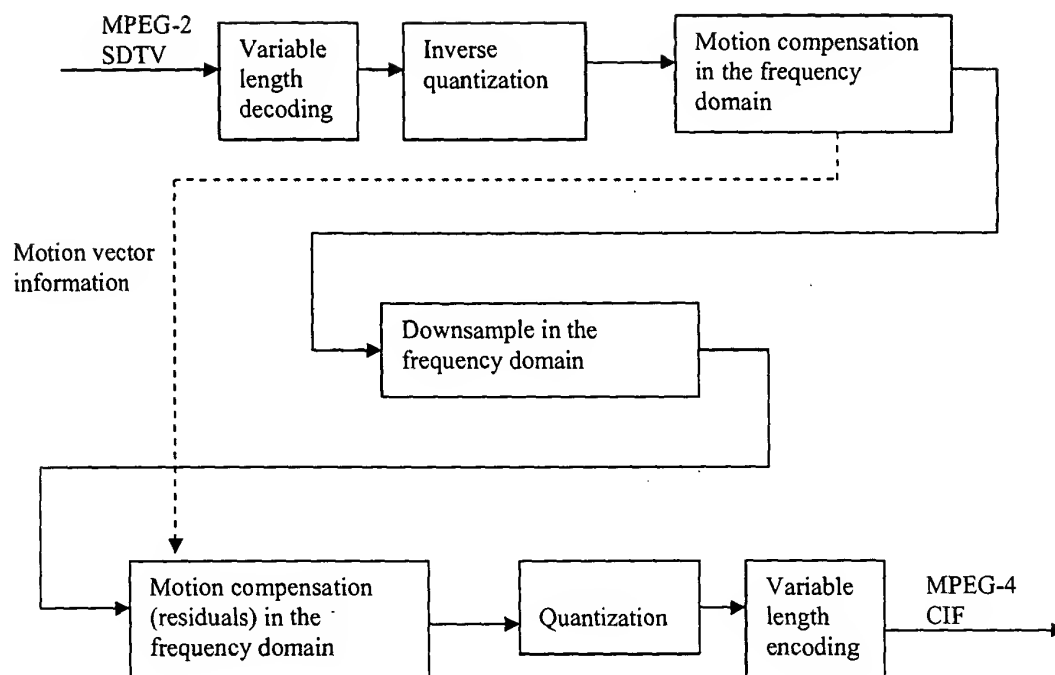 MPEG-2
SDTV
Variable
length
decoding
Inverse
quantization
Motion compensation
in the frequency
domain
Motion vector
information
Downsample in the
frequency domain
Motion compensation
(residuals) in the
frequency domain
Quantization
Variable
length
encoding
MPEG-4
CIF